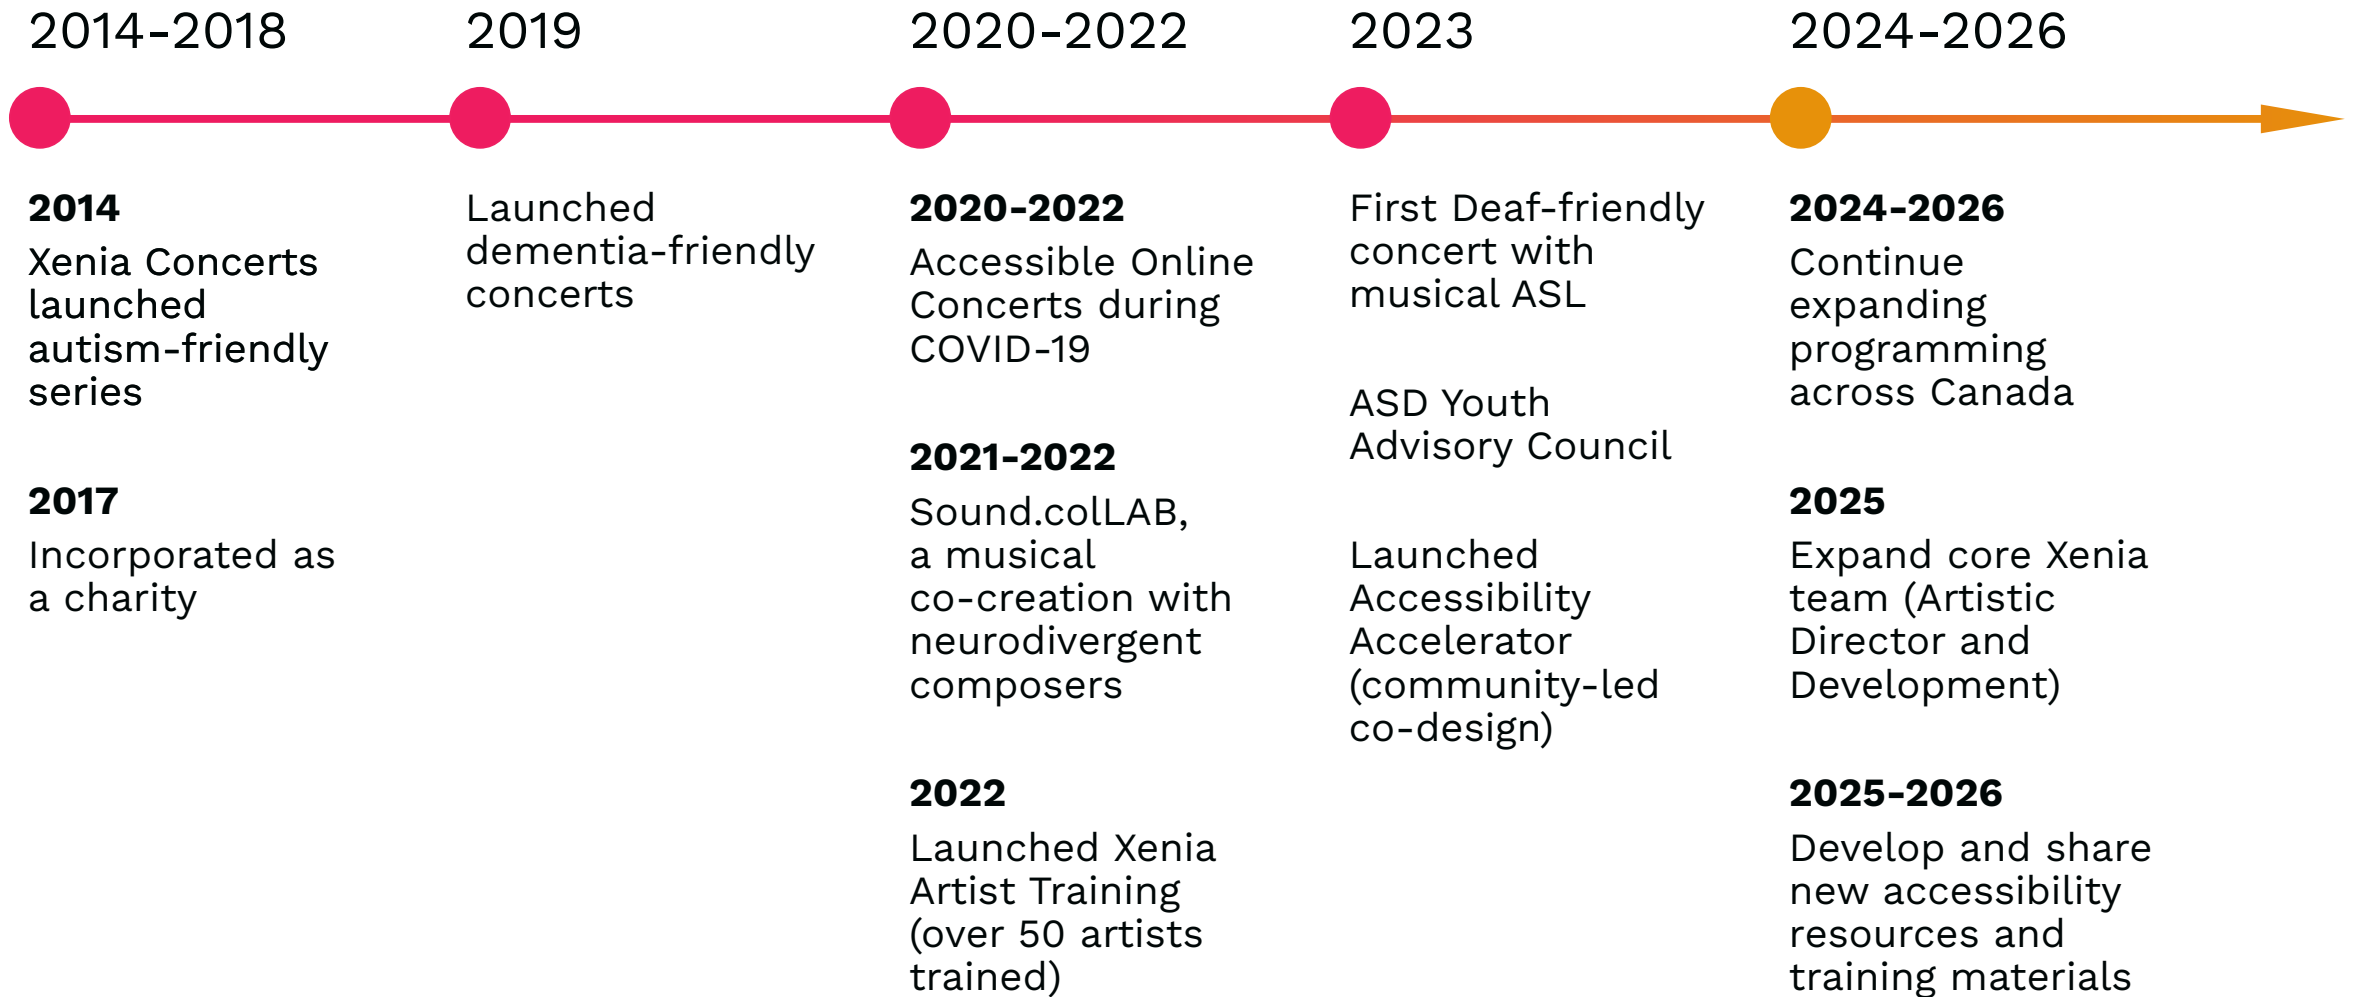 2014-2018
2014
Xenia Concerts
launched
autism-friendly
series
2017
Incorporated as
a charity
2019
Launched
dementia-friendly
concerts
2020-2022
2020-2022
Accessible Online
Concerts during
COVID-19
2021-2022
Sound.colLAB,
a musical
co-creation with
neurodivergent
composers
2022
Launched Xenia
Artist Training
(over 50 artists
trained)
2023
First Deaf-friendly
concert with
musical ASL
ASD Youth
Advisory Council
Launched
Accessibility
Accelerator
(community-led
co-design)
2024-2026
2024-2026
Continue
expanding
programming
across Canada
2025
Expand core Xenia
team (Artistic
Director and
Development)
2025-2026
Develop and share
new accessibility
resources and
training materials